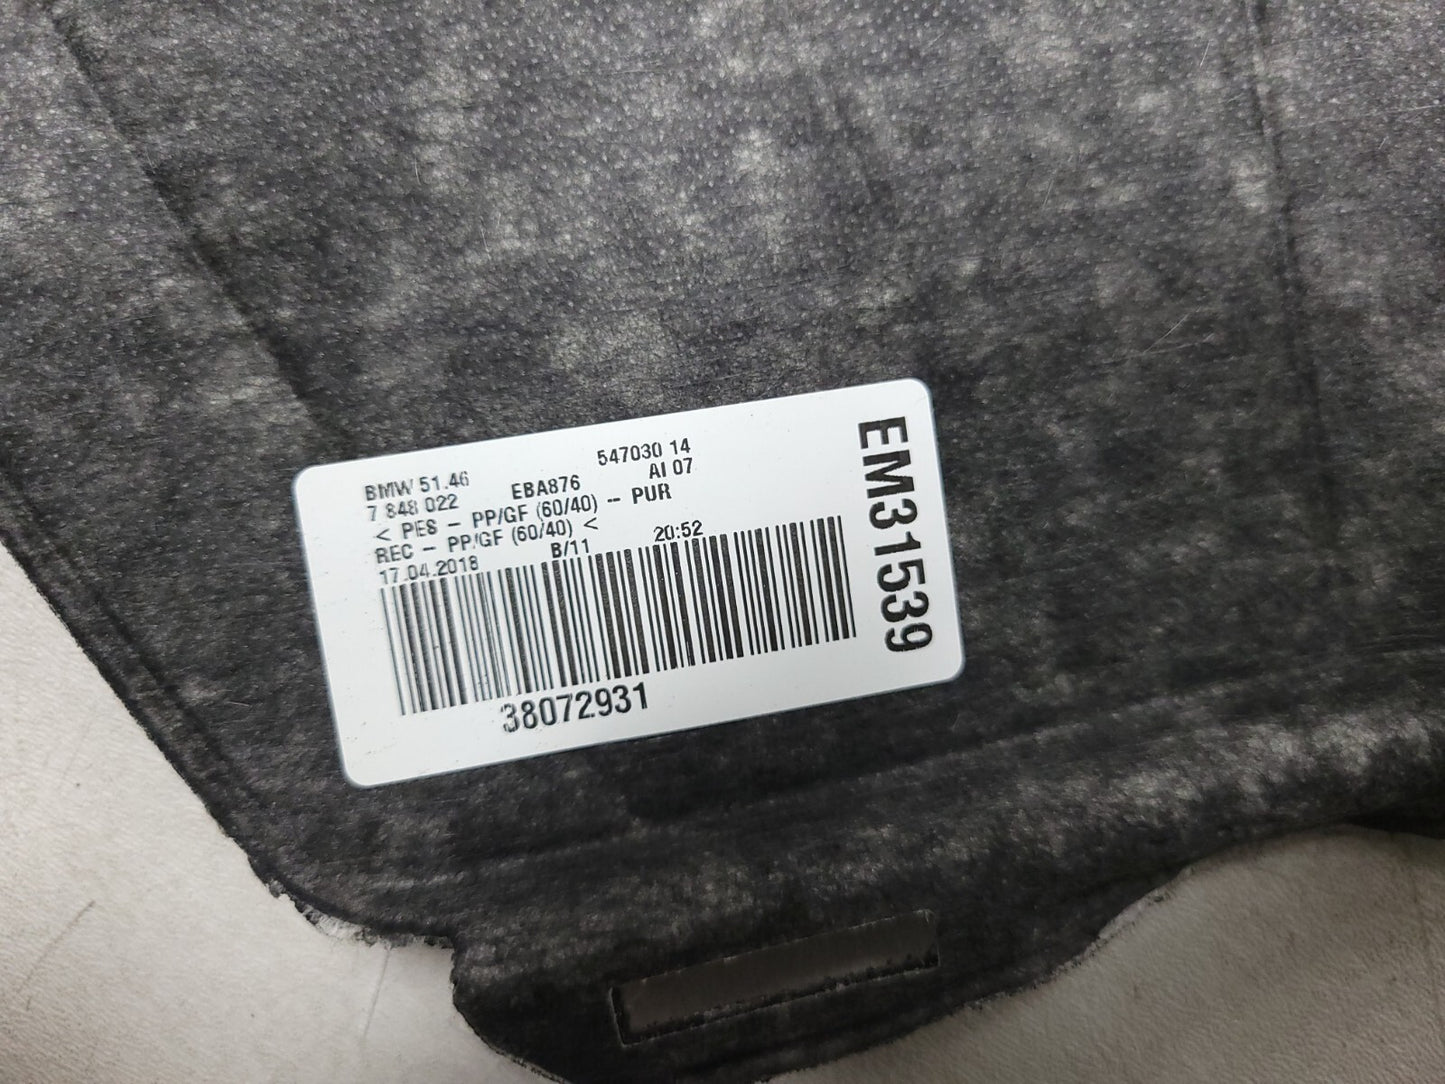 547030 14
BMW 51.46
7 848 022 EBA876 AI 07
< PES - PP/GF (60/40) -- PUR
REC - PP/GF (60/40) <
17.04.2018 B/11 20:52
38072931
EM31539